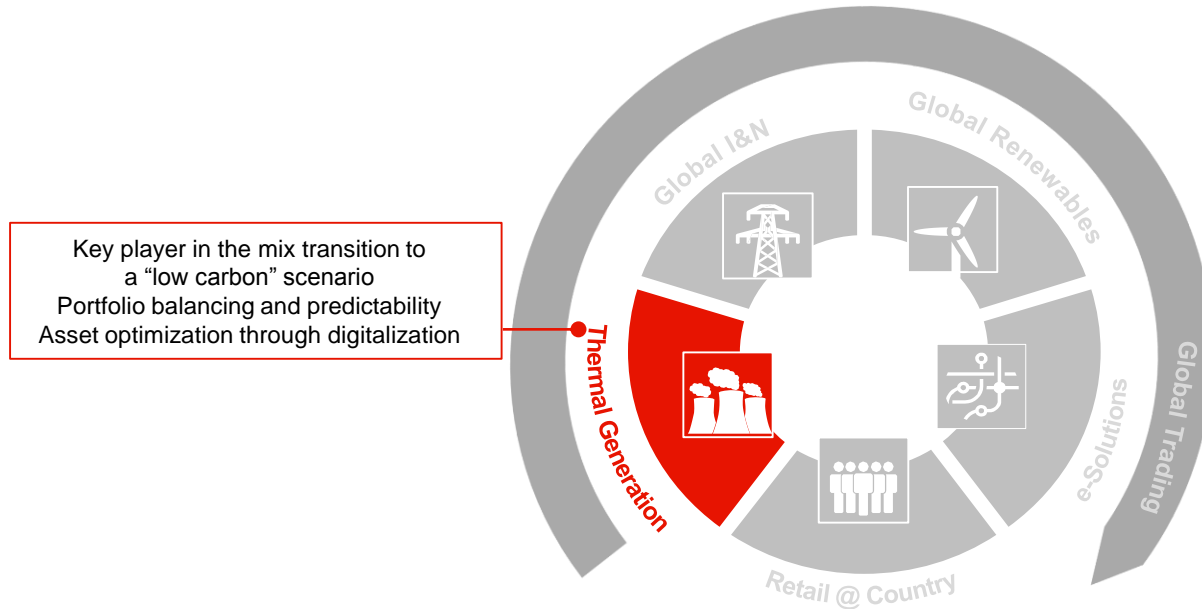 Key player in the mix transition to
a “low carbon” scenario
Portfolio balancing and predictability
Asset optimization through digitalization
Global I&N
Global Renewables
Thermal Generation
e-Solutions
Global Trading
Retail @ Country